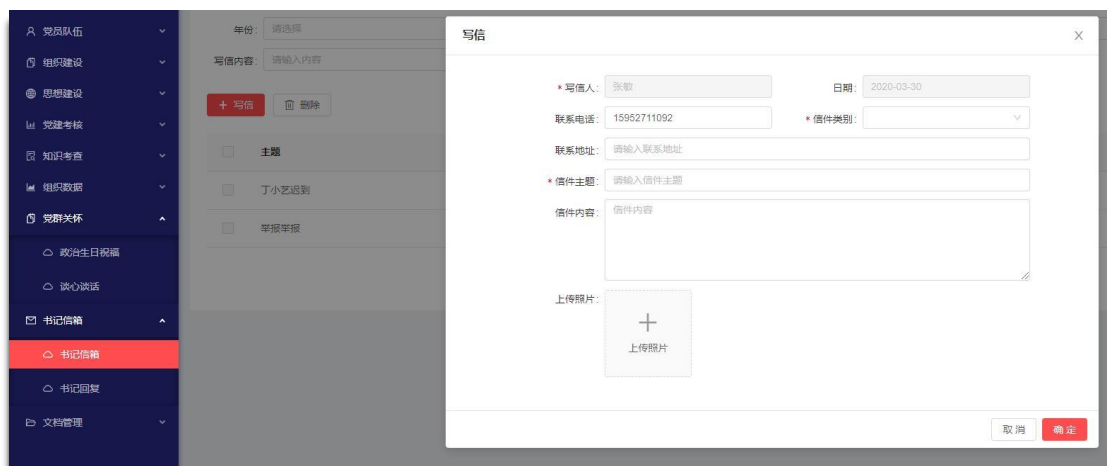 党员队伍
组织建设
思想建设
党建考核
知识考查
组织数据
党群关怀
政治生日祝福
谈心谈话
书记信箱
书记信箱
书记回复
文档管理
年份: 请选择
写信内容: 请输入内容
+ 写信 删除
主题
丁小艺迟到
举报举报
写信 X
* 写信人: 张敏 日期: 2020-03-30
联系电话: 15952711092 * 信件类别:
联系地址: 请输入联系地址
* 信件主题: 请输入信件主题
信件内容: 信件内容
上传照片:
上传照片
取 消 确 定